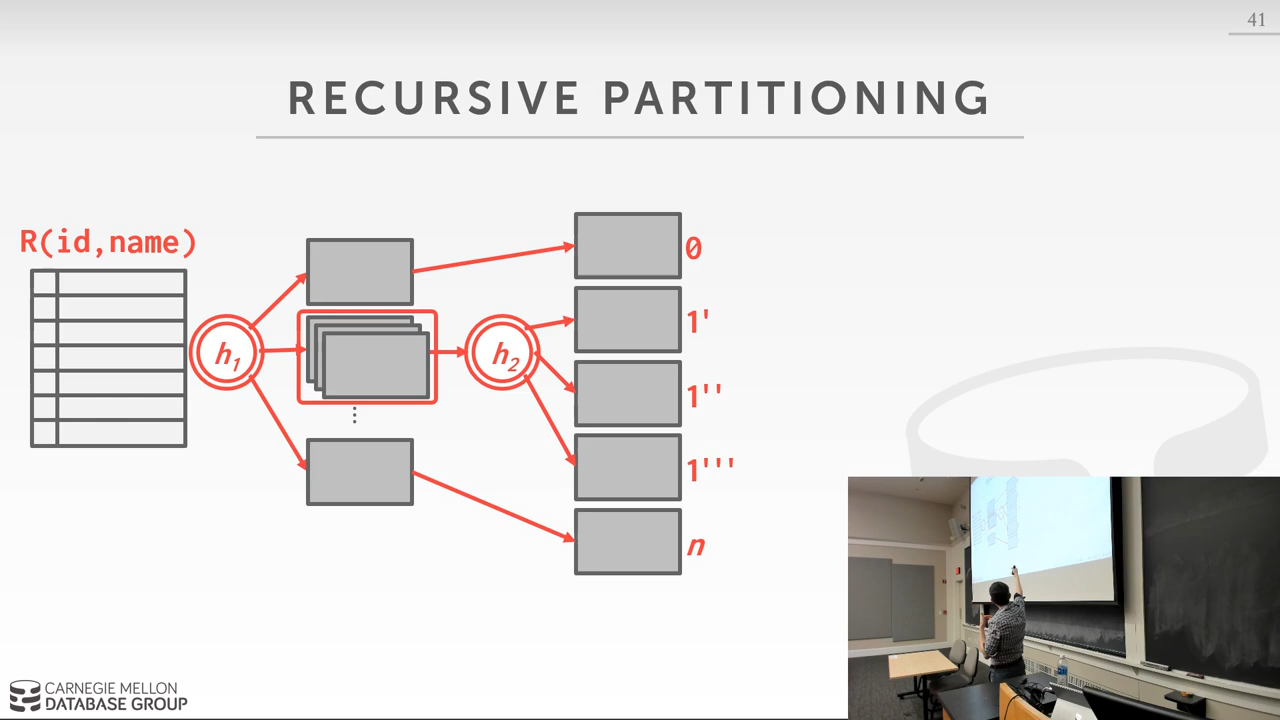 41
RECURSIVE PARTITIONING
R(id,name)
h₁
h₂
0
1'
1''
1'''
n
CARNEGIE MELLON
DATABASE GROUP